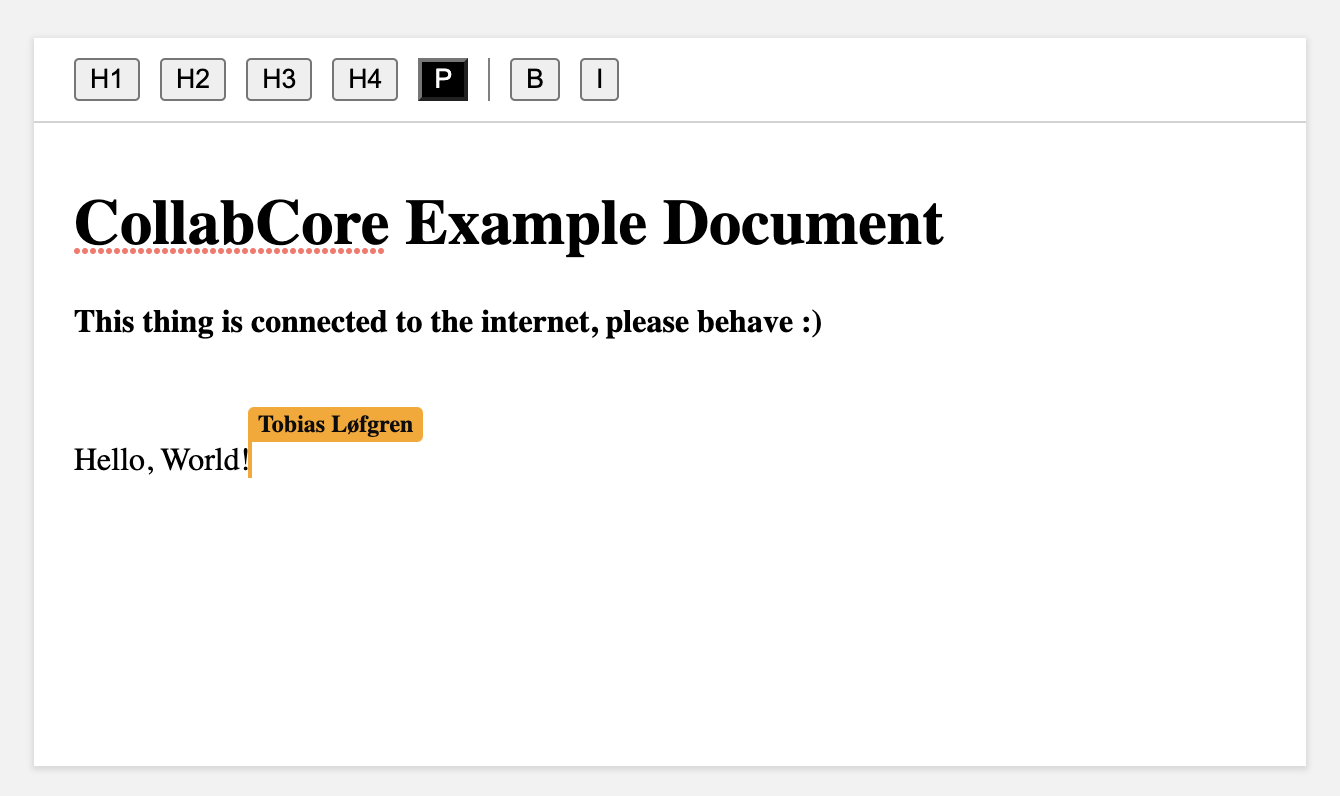 H1 H2 H3 H4 P B I
CollabCore Example Document
This thing is connected to the internet, please behave :)
Tobias Løfgren
Hello, World!